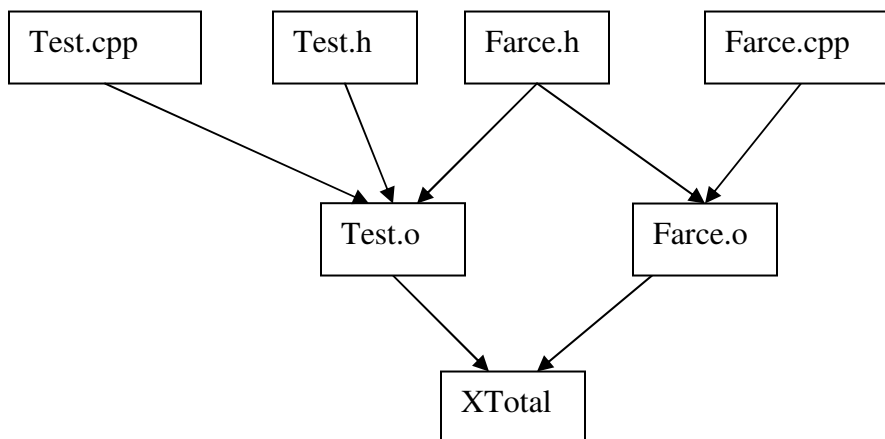 Test.cpp
Test.h
Farce.h
Farce.cpp
Test.o
Farce.o
XTotal